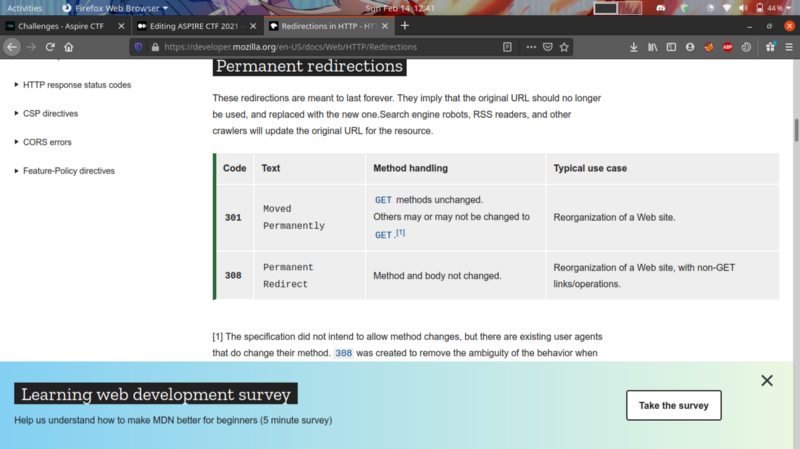 Activities
Firefox Web Browser
Sun Feb 14, 12:41
44 %
Challenges - Aspire CTF
Editing ASPIRE CTF 2021 –
Redirections in HTTP - HT
https://developer.mozilla.org/en-US/docs/Web/HTTP/Redirections
ABP
HTTP response status codes
CSP directives
CORS errors
Feature-Policy directives
Permanent redirections
These redirections are meant to last forever. They imply that the original URL should no longer
be used, and replaced with the new one.Search engine robots, RSS readers, and other
crawlers will update the original URL for the resource.
Code Text Method handling Typical use case
301 Moved Permanently
GET methods unchanged.
Others may or may not be changed to
GET.[1]
Reorganization of a Web site.
308 Permanent Redirect
Method and body not changed.
Reorganization of a Web site, with non-GET
links/operations.
[1] The specification did not intend to allow method changes, but there are existing user agents
that do change their method. 308 was created to remove the ambiguity of the behavior when
Learning web development survey
Help us understand how to make MDN better for beginners (5 minute survey)
Take the survey